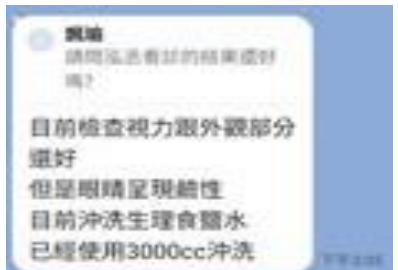 請問泓丞看診的結果還好
嗎?
目前檢查視力跟外觀部分
還好
但是眼睛呈現鹼性
目前沖洗生理食鹽水
已經使用3000cc沖洗